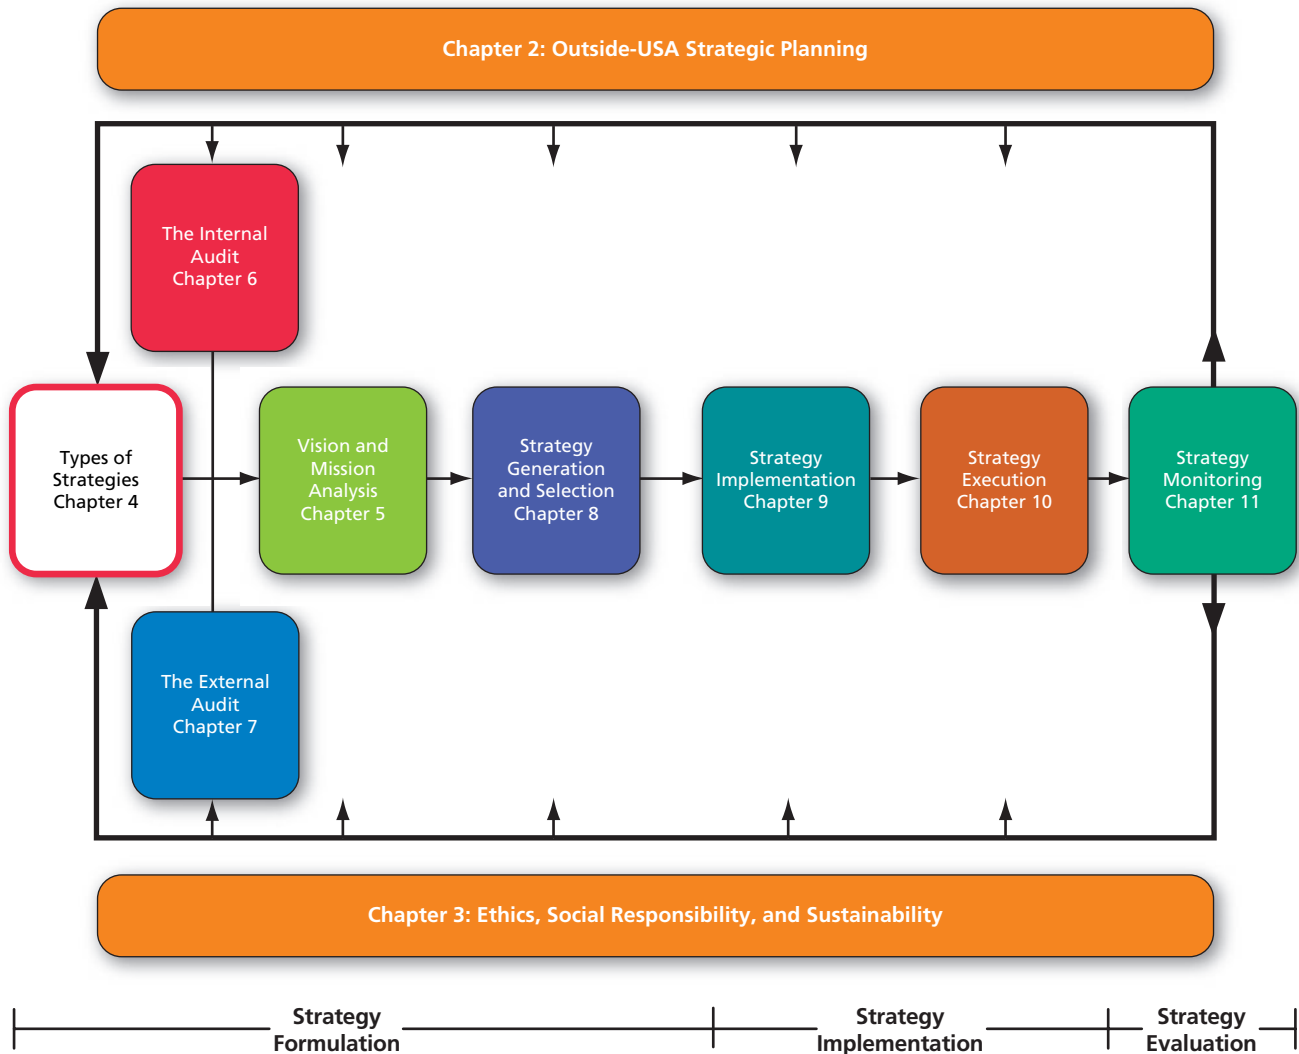 Chapter 2: Outside-USA Strategic Planning
The Internal
Audit
Chapter 6
Types of
Strategies
Chapter 4
Vision and
Mission
Analysis
Chapter 5
Strategy
Generation
and Selection
Chapter 8
Strategy
Implementation
Chapter 9
Strategy
Execution
Chapter 10
Strategy
Monitoring
Chapter 11
The External
Audit
Chapter 7
Chapter 3: Ethics, Social Responsibility, and Sustainability
Strategy
Formulation
Strategy
Implementation
Strategy
Evaluation